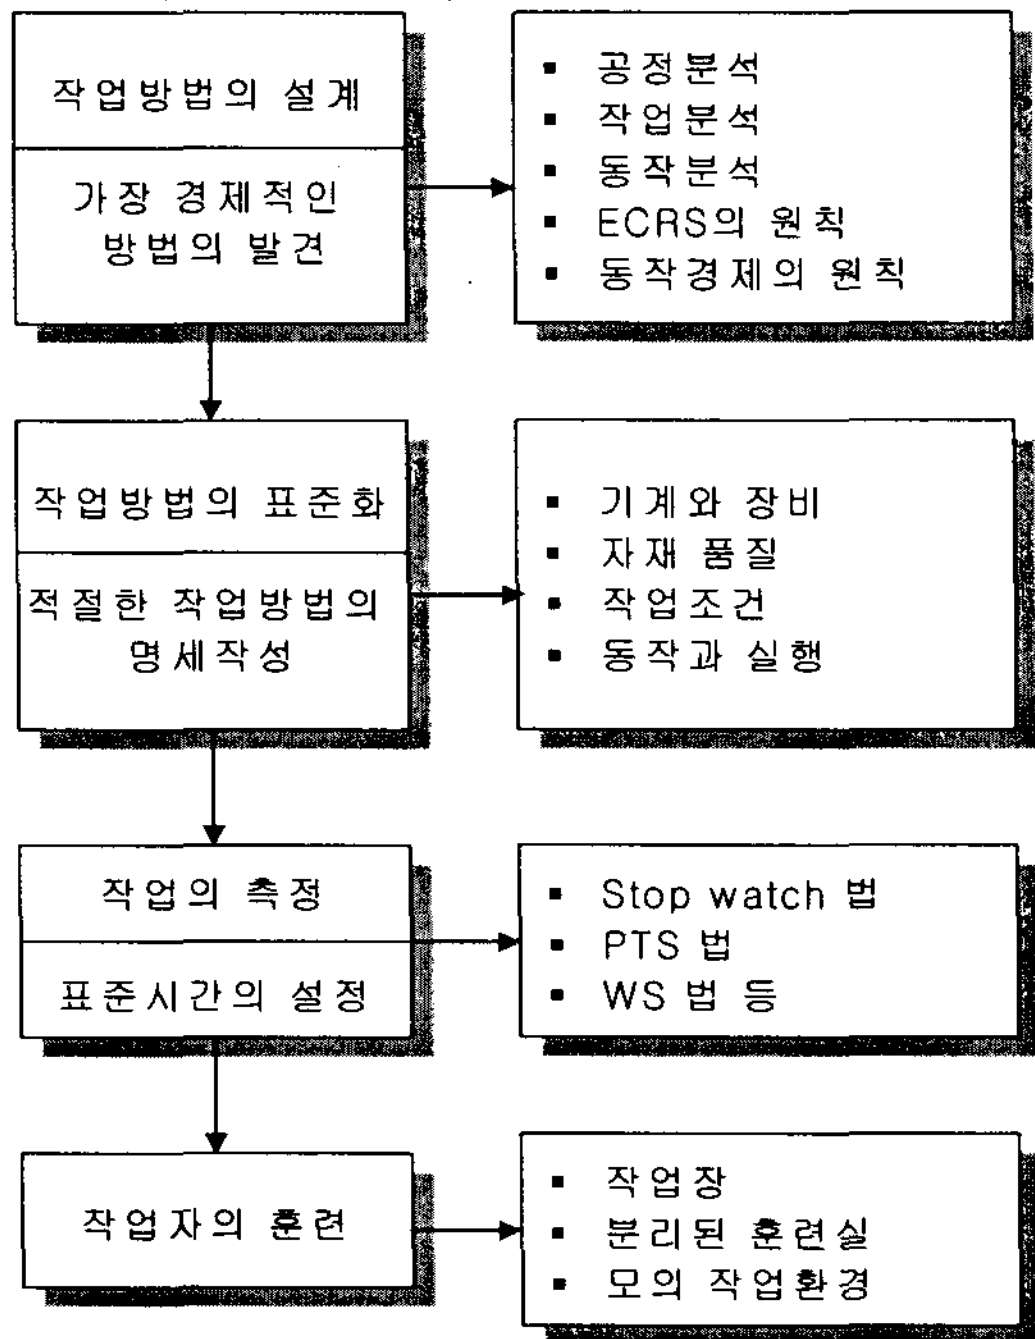 작업방법의 설계
가장 경제적인
방법의 발견
▪ 공정분석
▪ 작업분석
▪ 동작분석
▪ ECRS의 원칙
▪ 동작경제의 원칙
작업방법의 표준화
적절한 작업방법의
명세작성
▪ 기계와 장비
▪ 자재 품질
▪ 작업조건
▪ 동작과 실행
작업의 측정
표준시간의 설정
▪ Stop watch 법
▪ PTS 법
▪ WS 법 등
작업자의 훈련
▪ 작업장
▪ 분리된 훈련실
▪ 모의 작업환경